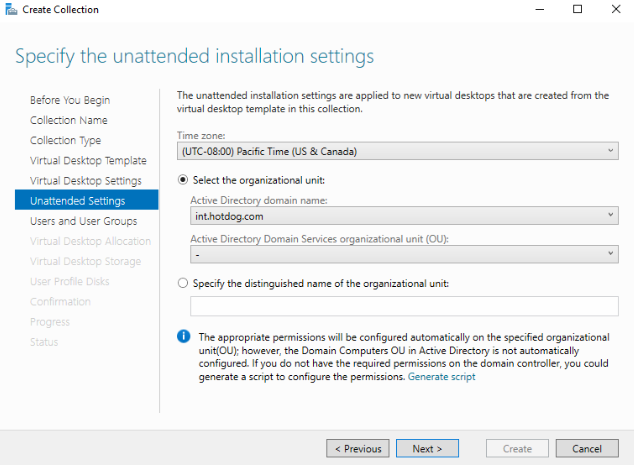 Create Collection
Specify the unattended installation settings
Before You Begin
Collection Name
Collection Type
Virtual Desktop Template
Virtual Desktop Settings
Unattended Settings
Users and User Groups
Virtual Desktop Allocation
Virtual Desktop Storage
User Profile Disks
Confirmation
Progress
Status
The unattended installation settings are applied to new virtual desktops that are created from the
virtual desktop template in this collection.
Time zone:
(UTC-08:00) Pacific Time (US & Canada)
Select the organizational unit:
Active Directory domain name:
int.hotdog.com
Active Directory Domain Services organizational unit (OU):
-
Specify the distinguished name of the organizational unit:
The appropriate permissions will be configured automatically on the specified organizational
unit(OU); however, the Domain Computers OU in Active Directory is not automatically
configured. If you do not have the required permissions on the domain controller, you could
generate a script to configure the permissions. Generate script
< Previous
Next >
Create
Cancel